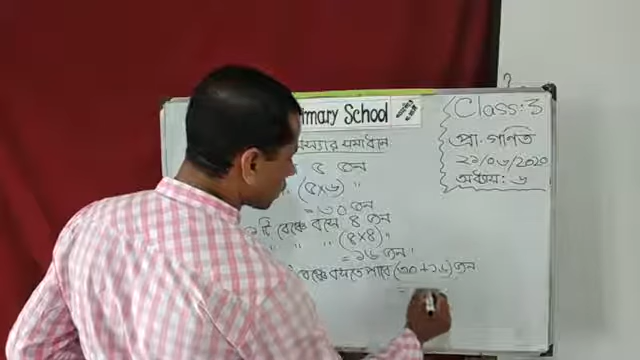 Primary School
Class: 3
প্রা. গণিত
২১/০৬/২০২০
অধ্যায়: ৬
সমস্যার সমাধান:
৫ জন
(৫×৬) "
= ৩০ জন
টি বেঞ্চে বসে ৪ জন
" " " (৪×৪) "
= ১৬ জন
বেঞ্চে বসতে পারে (৩০+১৬) জন
=